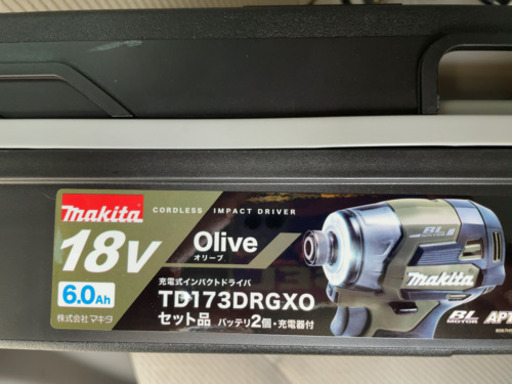 makita
CORDLESS IMPACT DRIVER
18V
Olive
オリーブ
6.0Ah
充電式インパクトドライバ
TD173DRGXO
株式会社マキタ
セット品 バッテリ2個・充電器付
BL
makita
BL
MOTOR
APT